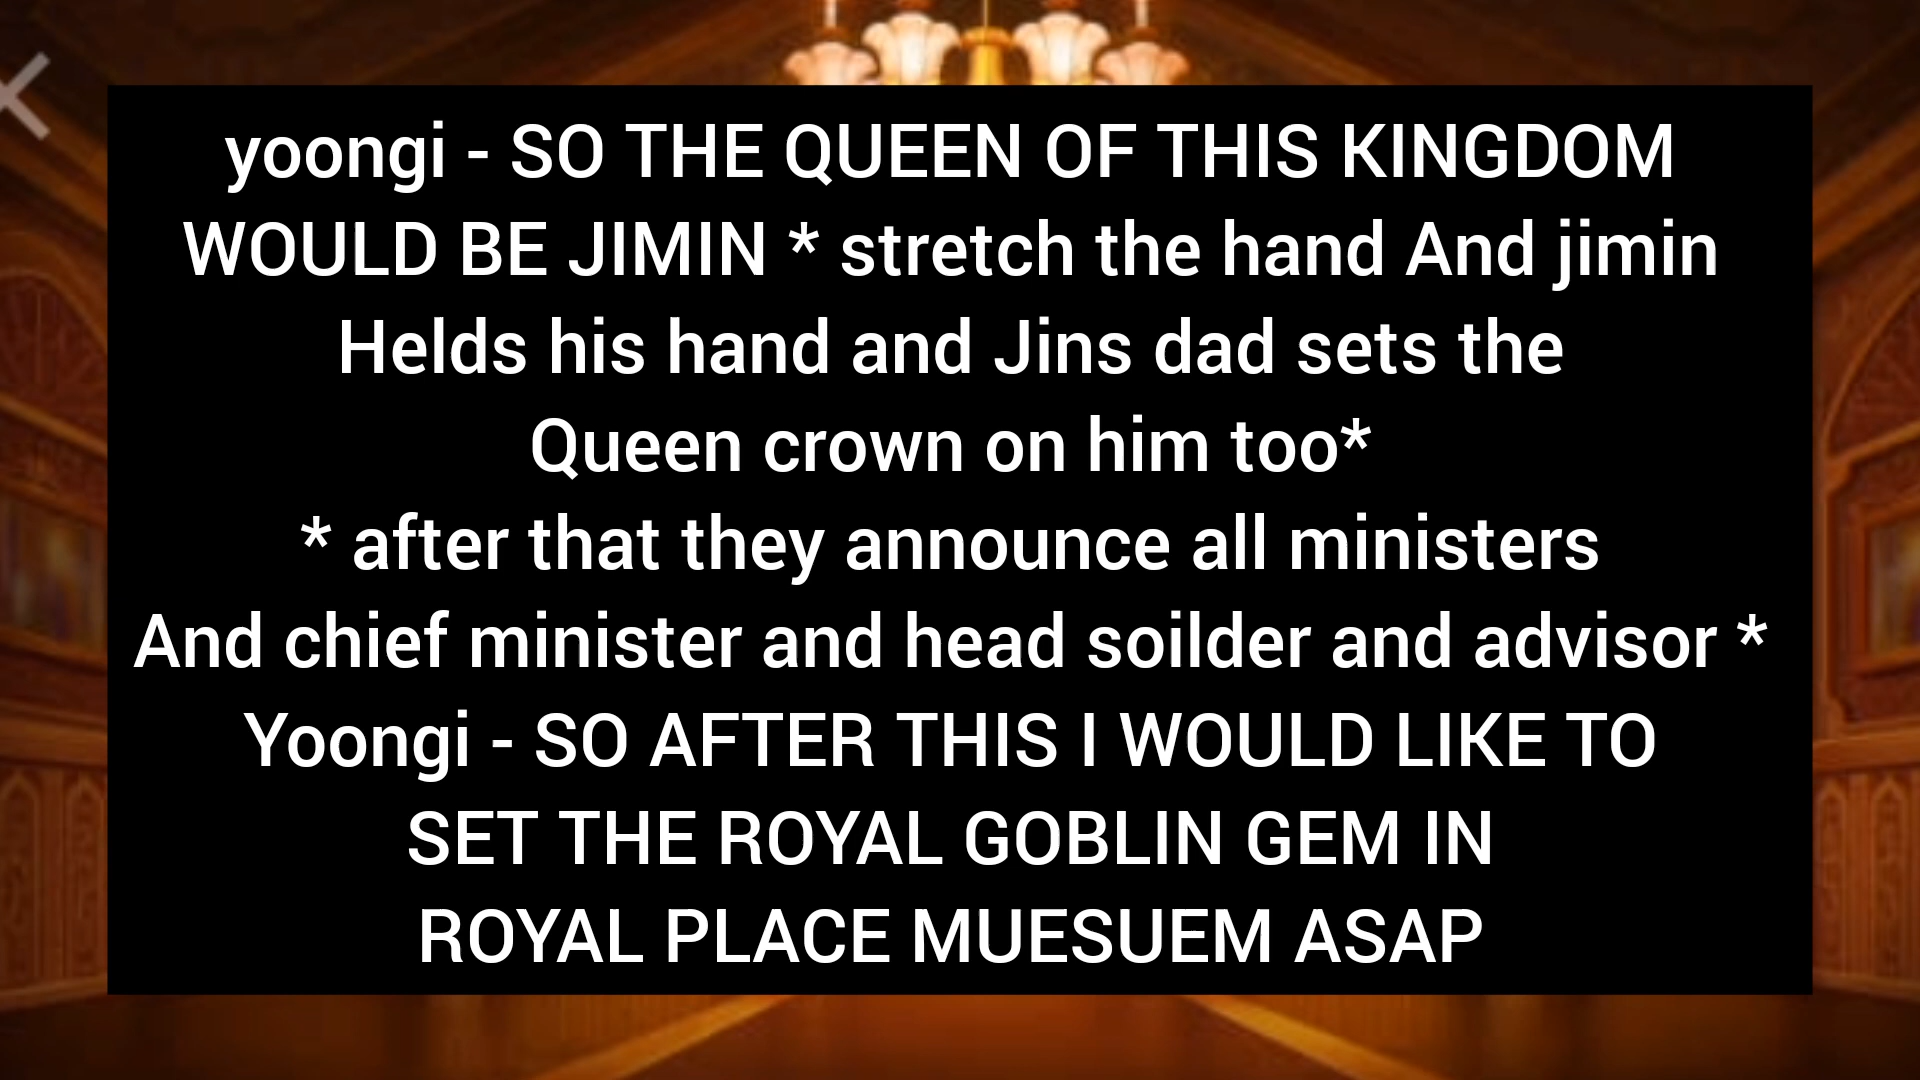 yoongi - SO THE QUEEN OF THIS KINGDOM
WOULD BE JIMIN * stretch the hand And jimin
Helds his hand and Jins dad sets the
Queen crown on him too*
* after that they announce all ministers
And chief minister and head soilder and advisor *
Yoongi - SO AFTER THIS I WOULD LIKE TO
SET THE ROYAL GOBLIN GEM IN
ROYAL PLACE MUESUEM ASAP